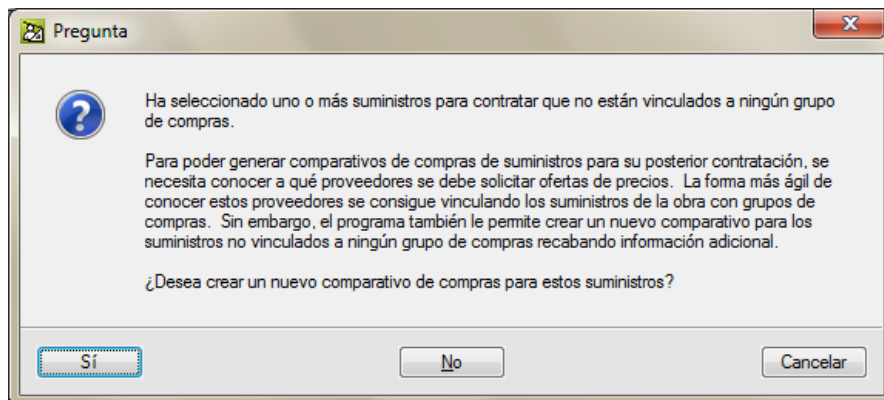 Pregunta
Ha seleccionado uno o más suministros para contratar que no están vinculados a ningún grupo
de compras.
Para poder generar comparativos de compras de suministros para su posterior contratación, se
necesita conocer a qué proveedores se debe solicitar ofertas de precios.  La forma más ágil de
conocer estos proveedores se consigue vinculando los suministros de la obra con grupos de
compras.  Sin embargo, el programa también le permite crear un nuevo comparativo para los
suministros no vinculados a ningún grupo de compras recabando información adicional.
¿Desea crear un nuevo comparativo de compras para estos suministros?
Sí No Cancelar